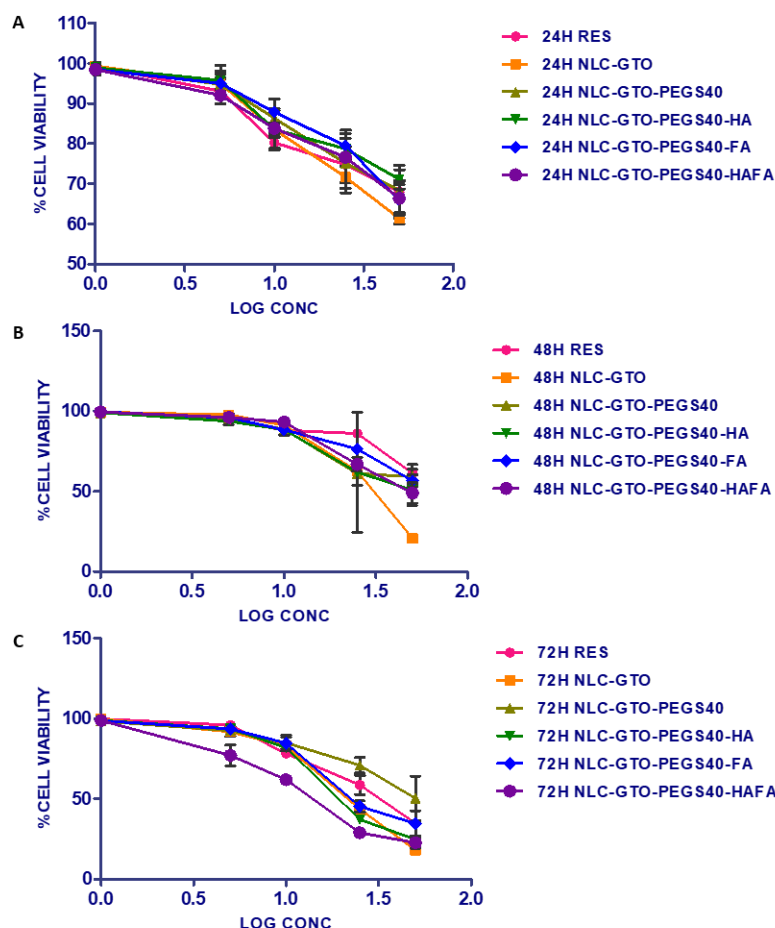 A
110
100
90
80
70
60
50
%CELL VIABILITY
0.0 0.5 1.0 1.5 2.0
LOG CONC
24H RES
24H NLC-GTO
24H NLC-GTO-PEGS40
24H NLC-GTO-PEGS40-HA
24H NLC-GTO-PEGS40-FA
24H NLC-GTO-PEGS40-HAFA
B
150
100
50
0
%CELL VIABILITY
0.0 0.5 1.0 1.5 2.0
LOG CONC
48H RES
48H NLC-GTO
48H NLC-GTO-PEGS40
48H NLC-GTO-PEGS40-HA
48H NLC-GTO-PEGS40-FA
48H NLC-GTO-PEGS40-HAFA
C
150
100
50
0
%CELL VIABILITY
0.0 0.5 1.0 1.5 2.0
LOG CONC
72H RES
72H NLC-GTO
72H NLC-GTO-PEGS40
72H NLC-GTO-PEGS40-HA
72H NLC-GTO-PEGS40-FA
72H NLC-GTO-PEGS40-HAFA